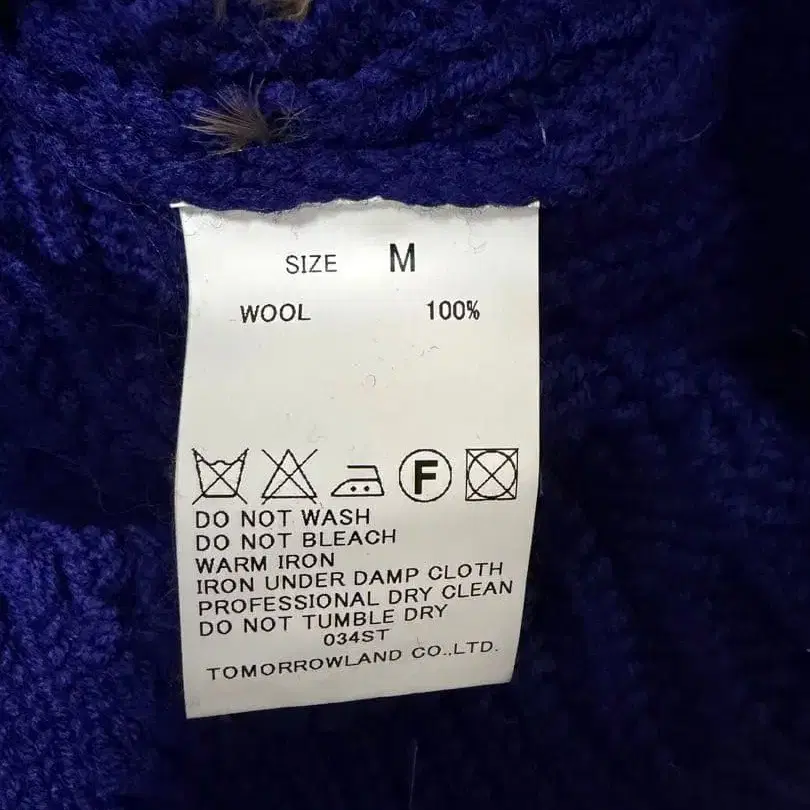 SIZE M
WOOL 100%
F
DO NOT WASH
DO NOT BLEACH
WARM IRON
IRON UNDER DAMP CLOTH
PROFESSIONAL DRY CLEAN
DO NOT TUMBLE DRY
034ST
TOMORROWLAND CO.,LTD.